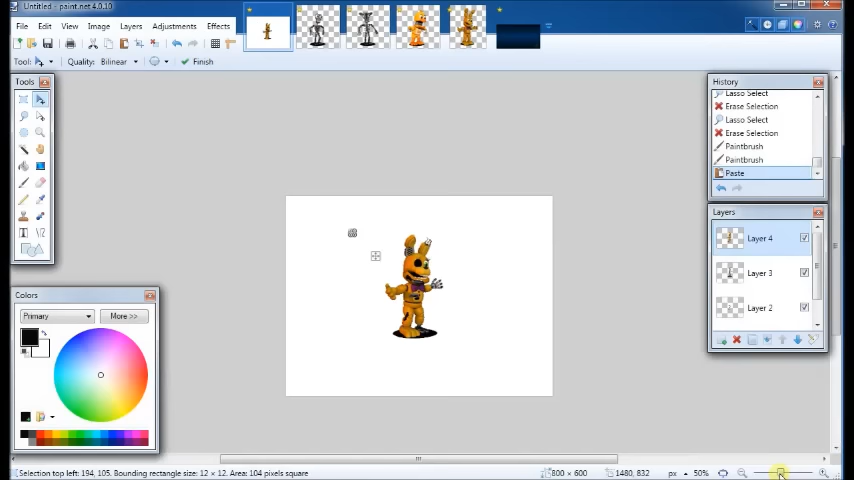 Untitled - paint.net 4.0.10
File Edit View Image Layers Adjustments Effects
Tool: Quality: Bilinear Finish
Tools
History
Lasso Select
Erase Selection
Lasso Select
Erase Selection
Paintbrush
Paintbrush
Paste
Layers
Layer 4
Layer 3
Layer 2
Colors
Primary More >>
Selection top left: 194, 105. Bounding rectangle size: 12 × 12. Area: 104 pixels square 800 × 600 1480, 832 px 50%